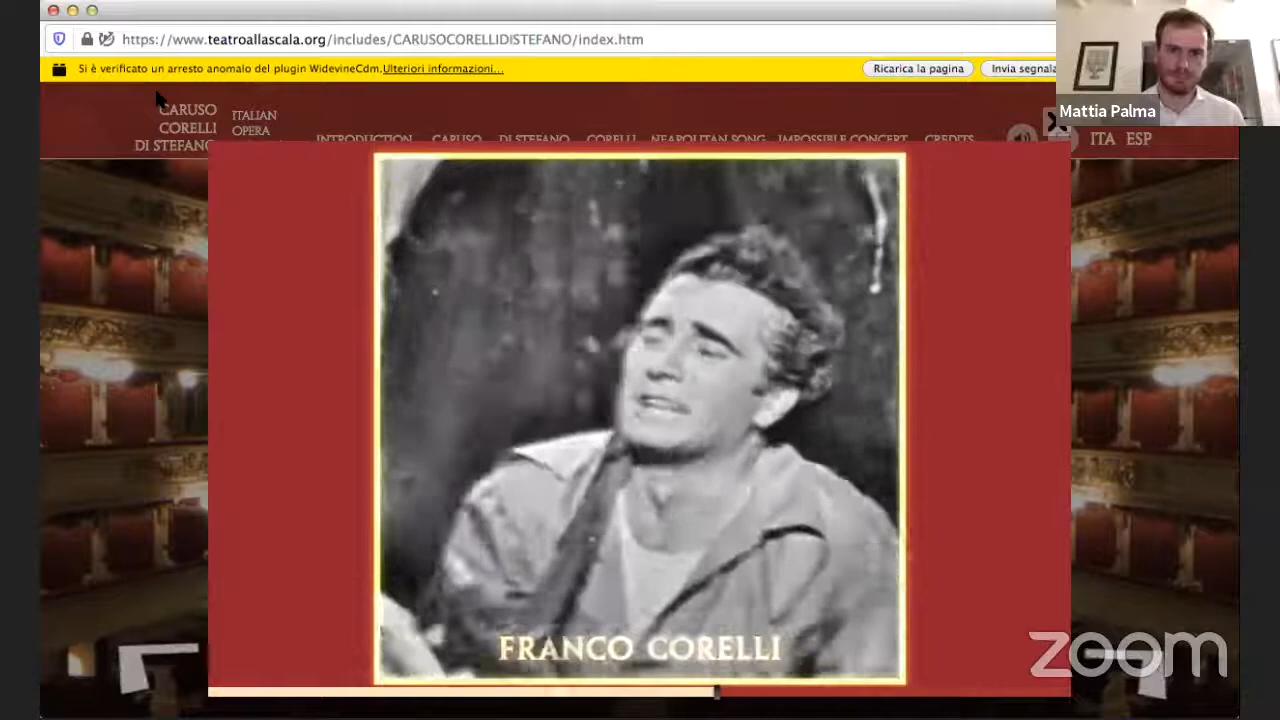 https://www.teatroallascala.org/includes/CARUSOCORELLIDISTEFANO/index.htm
Si è verificato un arresto anomalo del plugin WidevineCdm.Ulteriori informazioni...
Ricarica la pagina
Invia segnala
Mattia Palma
CARUSO
CORELLI
DI STEFANO
ITALIAN
OPERA
INTRODUCTION CARUSO DI STEFANO CORELLI NEAPOLITAN SONG IMPOSSIBLE CONCERT CREDITS
ITA ESP
FRANCO CORELLI
zoom